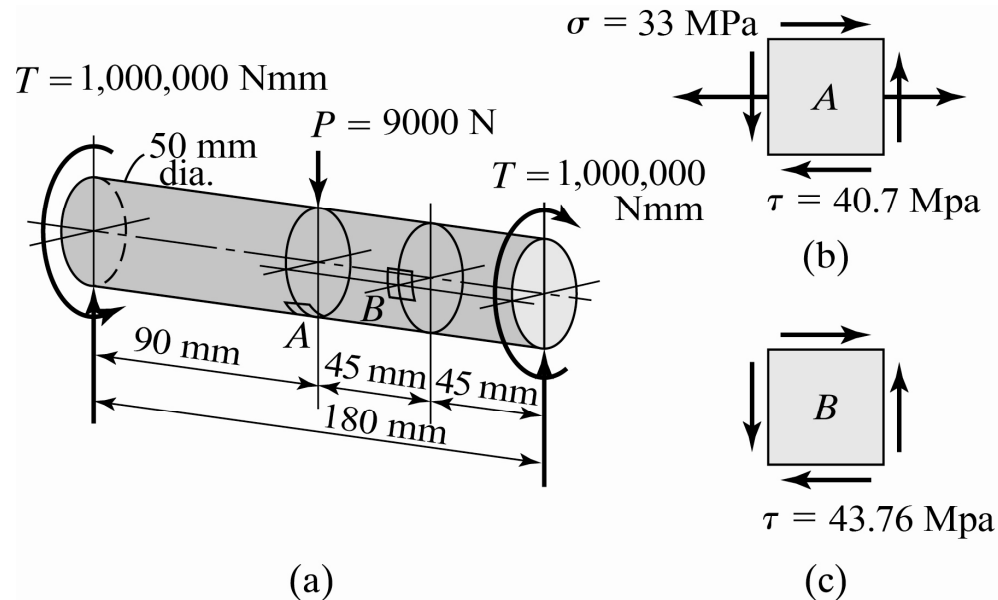 σ = 33 MPa
T = 1,000,000 Nmm
A
P = 9000 N
50 mm
dia.
T = 1,000,000
Nmm
τ = 40.7 Mpa
(b)
B
A
90 mm
45 mm
45 mm
180 mm
B
τ = 43.76 Mpa
(a)
(c)